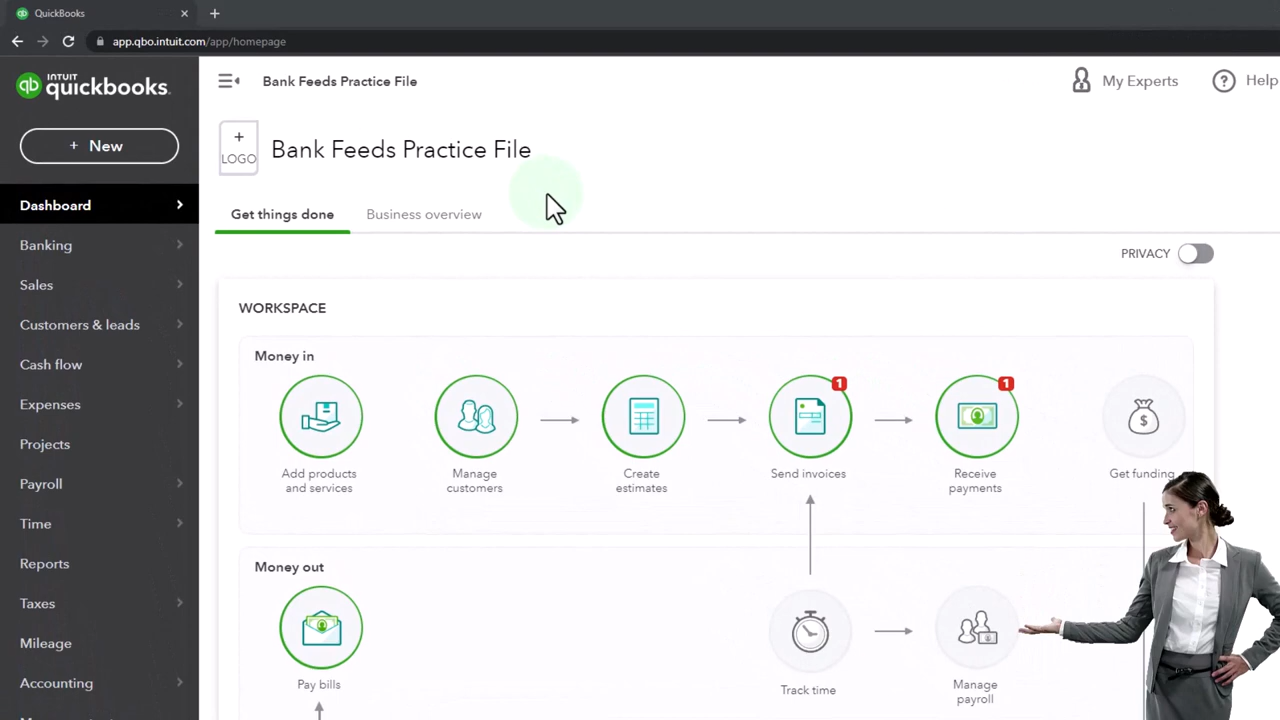 QuickBooks
app.qbo.intuit.com/app/homepage
INTUIT
quickbooks.
Bank Feeds Practice File
My Experts
Help
+ New
+
LOGO
Bank Feeds Practice File
Get things done
Business overview
PRIVACY
Dashboard
Banking
Sales
Customers & leads
Cash flow
Expenses
Projects
Payroll
Time
Reports
Taxes
Mileage
Accounting
WORKSPACE
Money in
Add products
and services
Manage
customers
Create
estimates
1
Send invoices
1
Receive
payments
Get funding
Money out
Pay bills
Track time
Manage
payroll